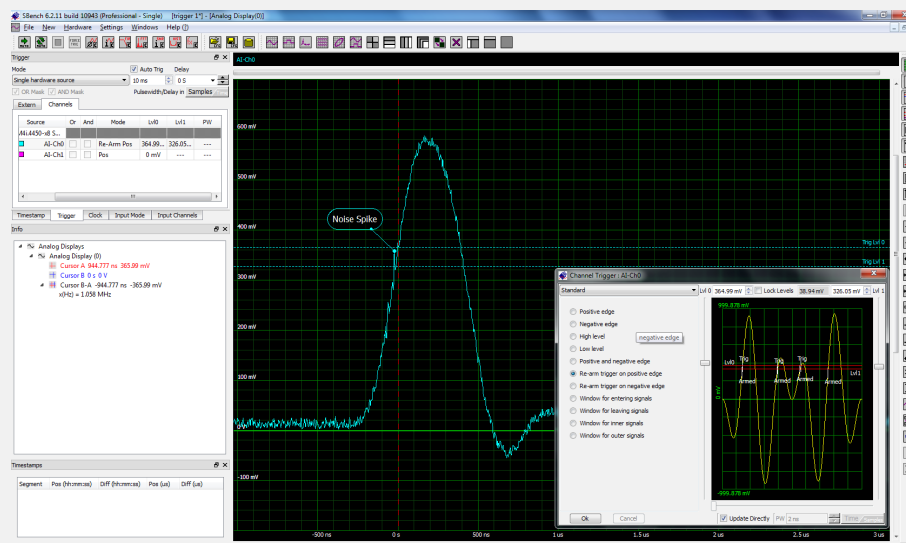 SBench 6.2.11 build 10943 (Professional - Single) [trigger 1*] - [Analog Display(0)]
File New Hardware Settings Windows Help (!)
Trigger
Mode
Auto Trig
Delay
Single hardware source
10 ms
0 S
OR Mask
AND Mask
Pulsewidth/Delay in
Samples
Extern
Channels
Source Or And Mode Lvl0 Lvl1 PW
M4i.4450-x8 S...
AI-Ch0 Re-Arm Pos 364.99... 326.05... ---
AI-Ch1 Pos 0 mV --- ---
Timestamp Trigger Clock Input Mode Input Channels
Info
Analog Displays
Analog Display (0)
Cursor A 944.777 ns 365.99 mV
Cursor B 0 s 0 V
Cursor B-A -944.777 ns -365.99 mV
x(Hz) = 1.058 MHz
Timestamps
Segment Pos (hh:mm:ss) Diff (hh:mm:ss) Pos (us) Diff (us)
AI-Ch0
600 mV
500 mV
400 mV
300 mV
200 mV
100 mV
-100 mV
Noise Spike
Trig Lvl 0
Trig Lvl 1
-500 ns
0 s
500 ns
1 us
1.5 us
2 us
2.5 us
3 us
Channel Trigger : AI-Ch0
Standard
Lvl 0 364.99 mV Lock Levels 38.94 mV 326.05 mV Lvl 1
Positive edge
Negative edge
High level
Low level
Positive and negative edge
Re-arm trigger on positive edge
Re-arm trigger on negative edge
Window for entering signals
Window for leaving signals
Window for inner signals
Window for outer signals
negative edge
999.878 mV
Lvl0 Trig Trig Trig
Lvl1
Armed Armed Armed Armed
0 mV
-999.878 mV
Ok
Cancel
Update Directly
PW 2 ns
Time